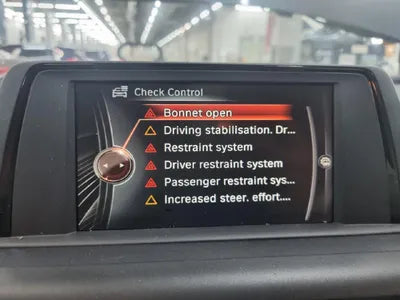 Check Control
Bonnet open
Driving stabilisation. Dr...
Restraint system
Driver restraint system
Passenger restraint sys...
Increased steer. effort....